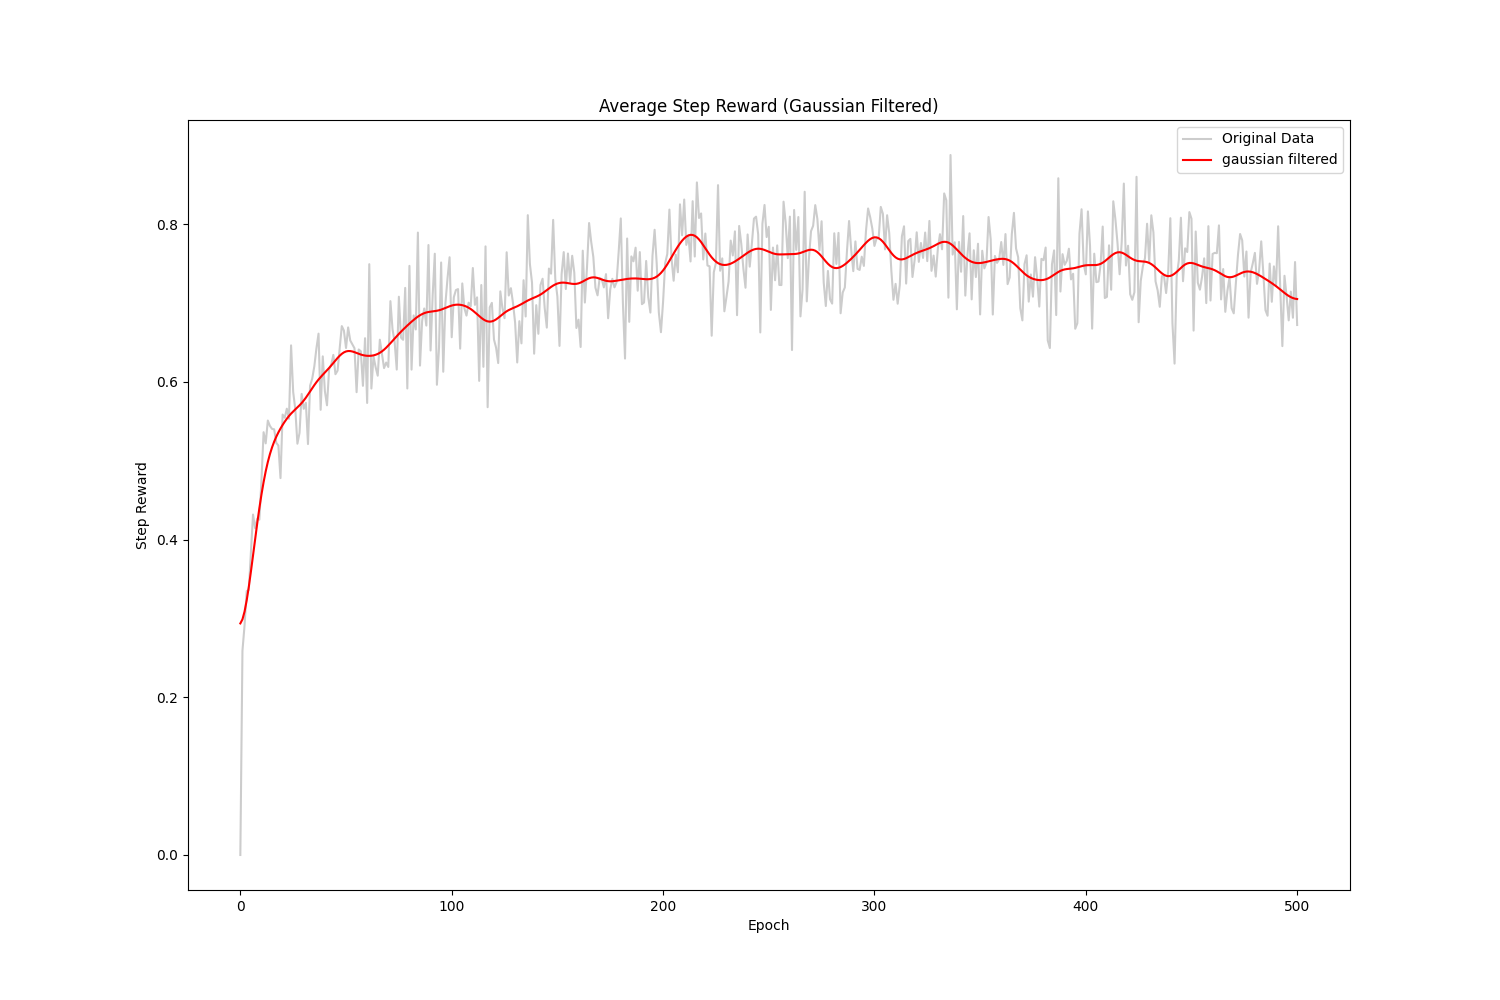 Average Step Reward (Gaussian Filtered)
Original Data
gaussian filtered
Step Reward
0.8
0.6
0.4
0.2
0.0
0 100 200 300 400 500
Epoch